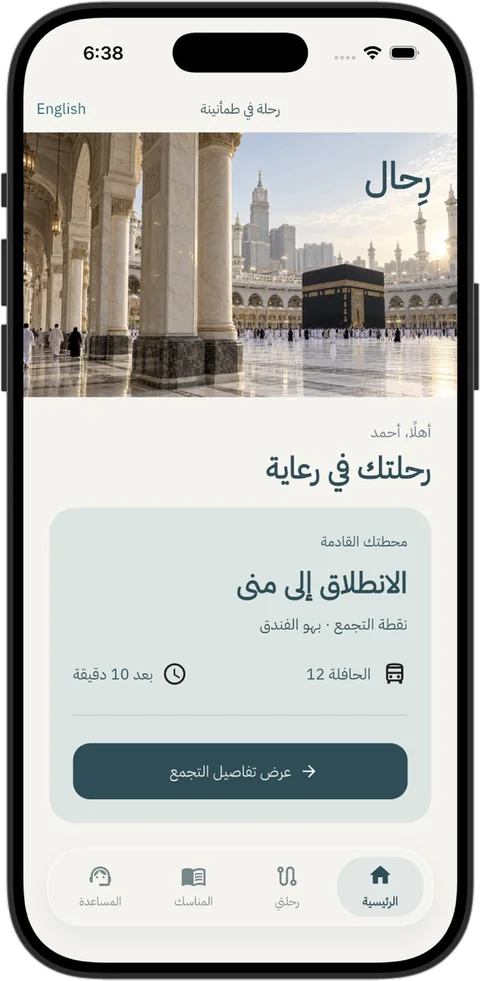 6:38
رحلة في طمأنينة
English
رِحال
أهلًا، أحمد
رحلتك في رعاية
محطتك القادمة
الانطلاق إلى منى
نقطة التجمع · بهو الفندق
الحافلة 12
بعد 10 دقيقة
عرض تفاصيل التجمع
الرئيسية
رحلتي
المناسك
المساعدة